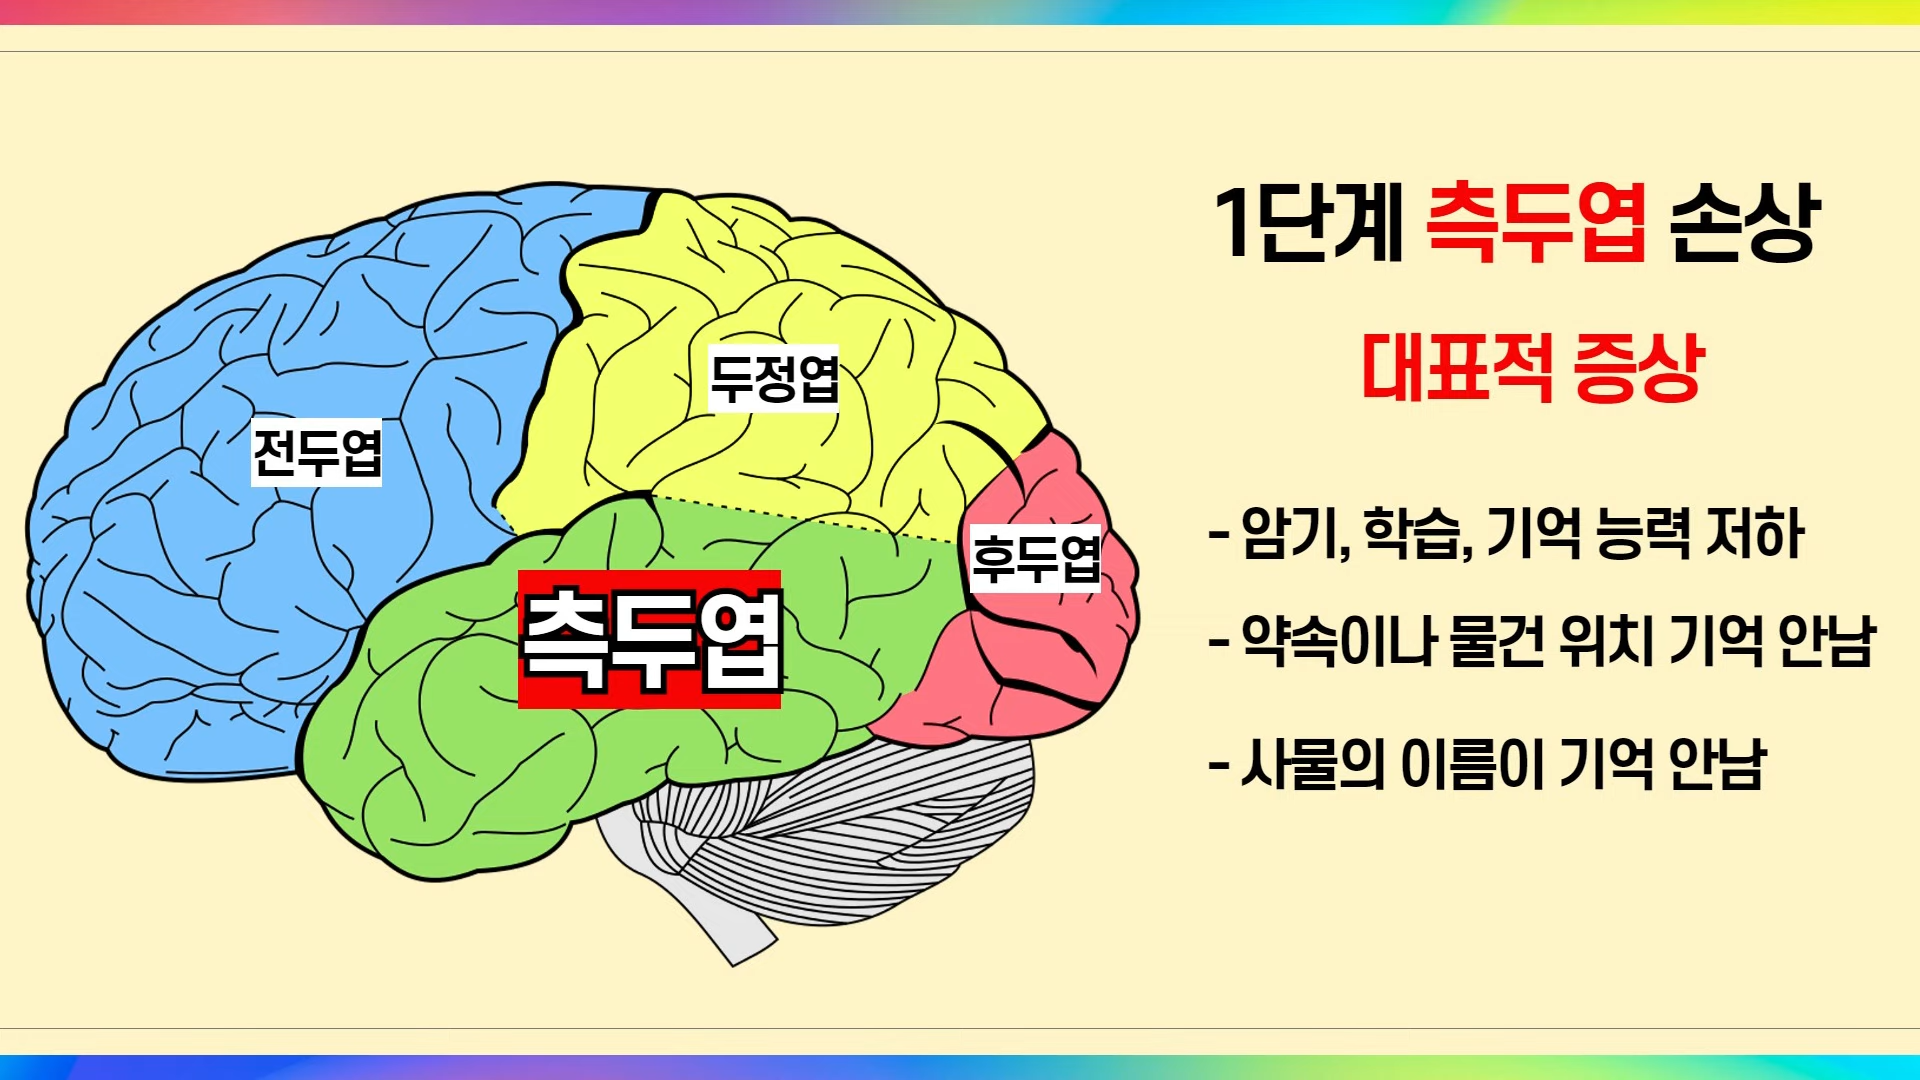 전두엽
두정엽
측두엽
후두엽
1단계 측두엽 손상
대표적 증상
- 암기, 학습, 기억 능력 저하
- 약속이나 물건 위치 기억 안남
- 사물의 이름이 기억 안남